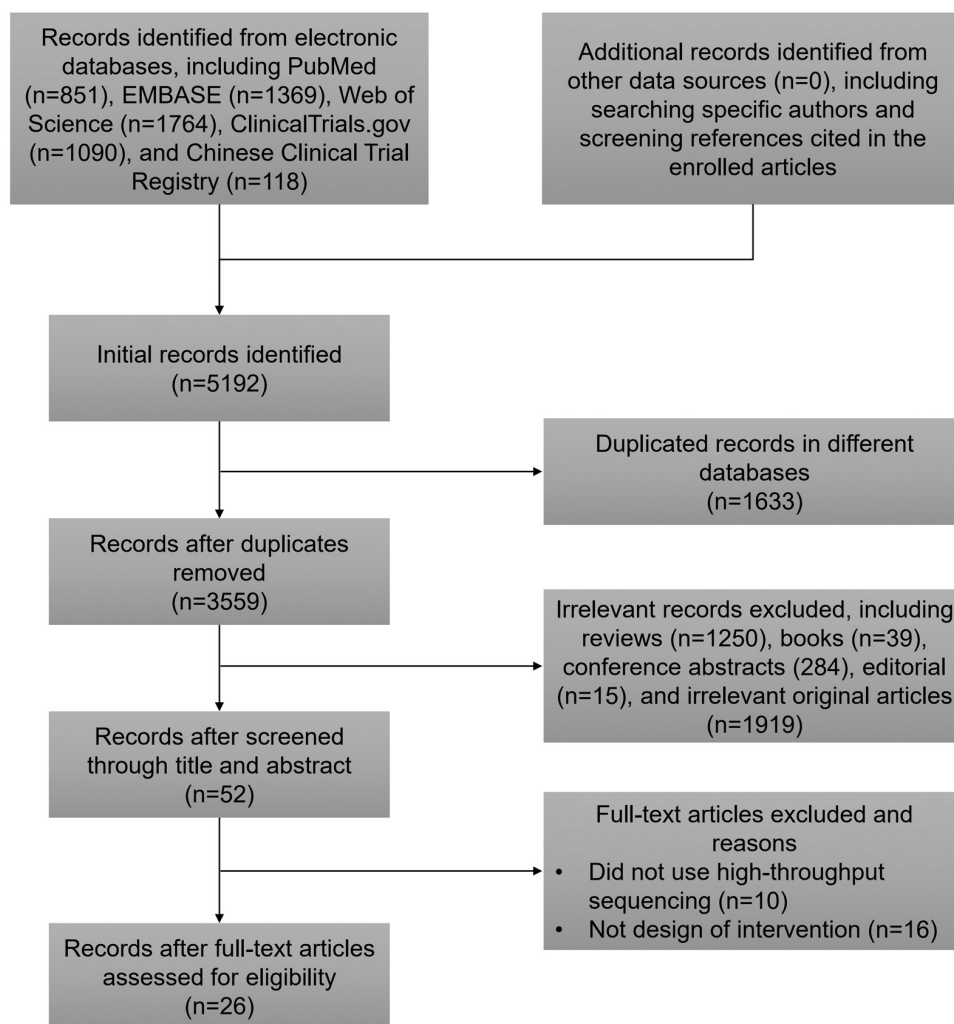 Records identified from electronic
databases, including PubMed
(n=851), EMBASE (n=1369), Web of
Science (n=1764), ClinicalTrials.gov
(n=1090), and Chinese Clinical Trial
Registry (n=118)
Additional records identified from
other data sources (n=0), including
searching specific authors and
screening references cited in the
enrolled articles
Initial records identified
(n=5192)
Duplicated records in different
databases
(n=1633)
Records after duplicates
removed
(n=3559)
Irrelevant records excluded, including
reviews (n=1250), books (n=39),
conference abstracts (284), editorial
(n=15), and irrelevant original articles
(n=1919)
Records after screened
through title and abstract
(n=52)
Full-text articles excluded and
reasons
• Did not use high-throughput
sequencing (n=10)
• Not design of intervention (n=16)
Records after full-text articles
assessed for eligibility
(n=26)